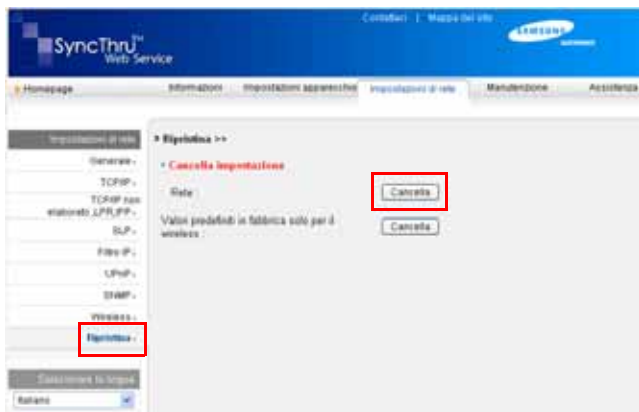 Contattaci | Mappa del sito
SAMSUNG
SyncThru™
Web Service
Homepage
Informazioni
Impostazioni apparecchio
Impostazioni di rete
Manutenzione
Assistenza
Impostazioni di rete
Generale
TCP/IP
TCP/IP non
elaborato ,LPR,IPP
SLP
Filtro IP
UPnP
SNMP
Wireless
Ripristina
Selezionare la lingua
Italiano
Ripristina >>
Cancella impostazione
Rete :
Cancella
Valori predefiniti in fabbrica solo per il
wireless :
Cancella